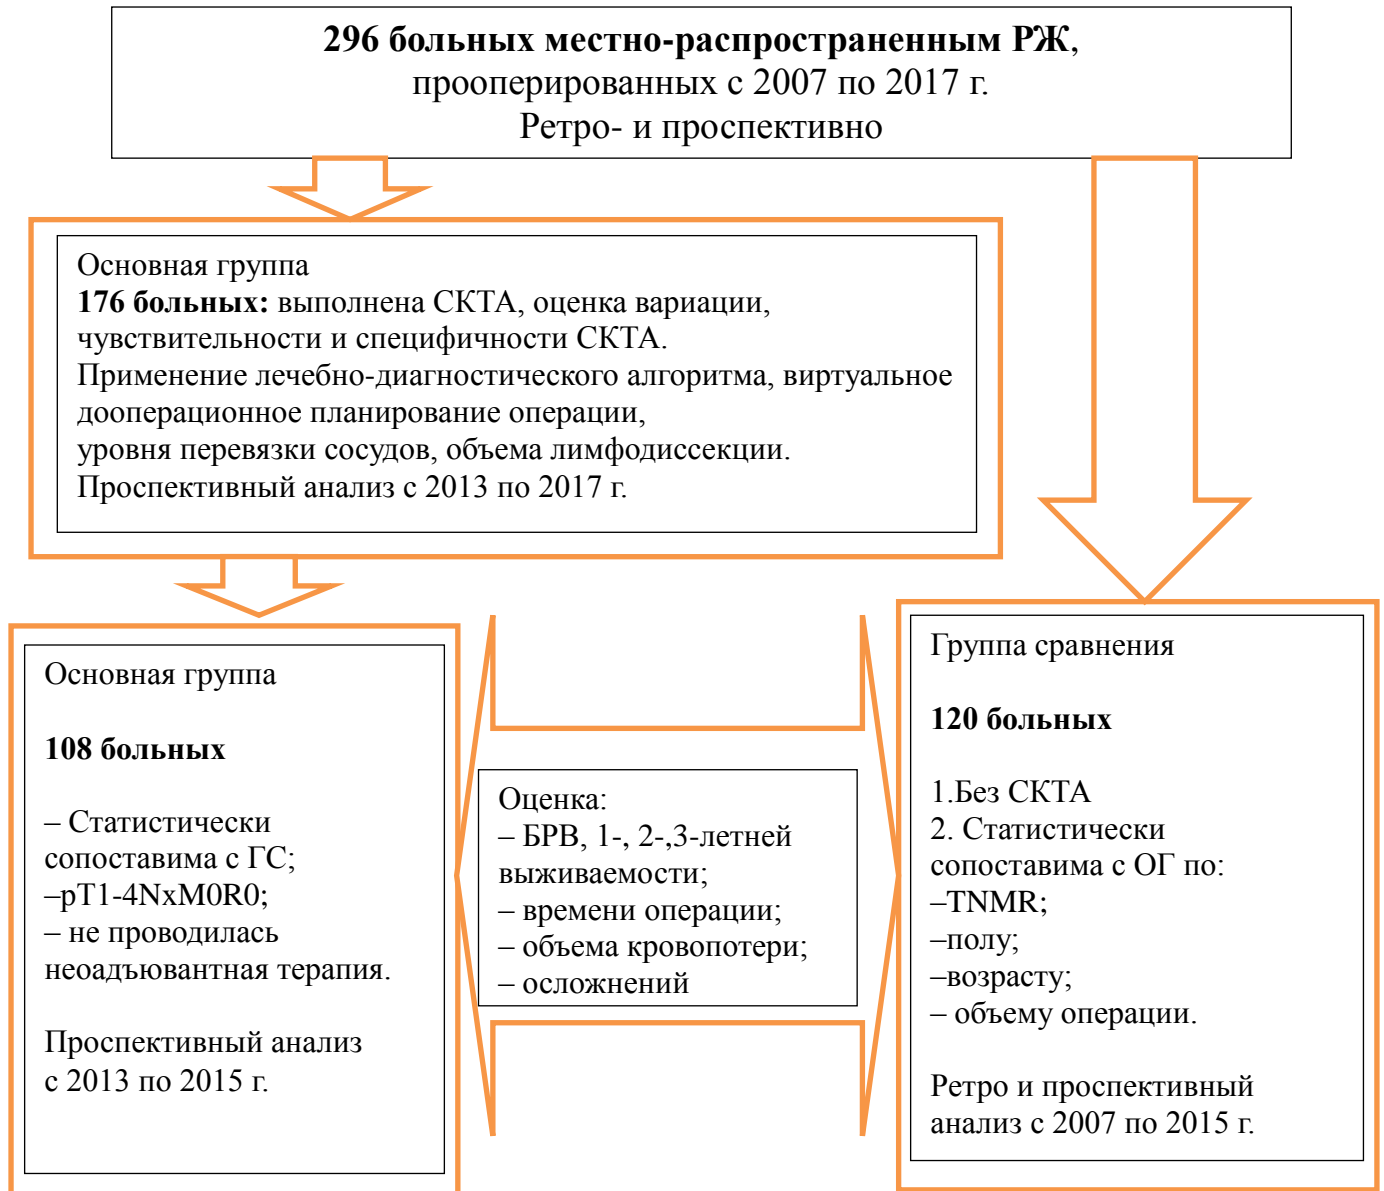 296 больных местно-распространенным РЖ,
прооперированных с 2007 по 2017 г.
Ретро- и проспективно
Основная группа
176 больных: выполнена СКТА, оценка вариации,
чувствительности и специфичности СКТА.
Применение лечебно-диагностического алгоритма, виртуальное
дооперационное планирование операции,
уровня перевязки сосудов, объема лимфодиссекции.
Проспективный анализ с 2013 по 2017 г.
Основная группа
108 больных
– Статистически
сопоставима с ГС;
–pT1-4NxM0R0;
– не проводилась
неоадъювантная терапия.
Проспективный анализ
с 2013 по 2015 г.
Оценка:
– БРВ, 1-, 2-,3-летней
выживаемости;
– времени операции;
– объема кровопотери;
– осложнений
Группа сравнения
120 больных
1.Без СКТА
2. Статистически
сопоставима с ОГ по:
–TNMR;
–полу;
–возрасту;
– объему операции.
Ретро и проспективный
анализ с 2007 по 2015 г.